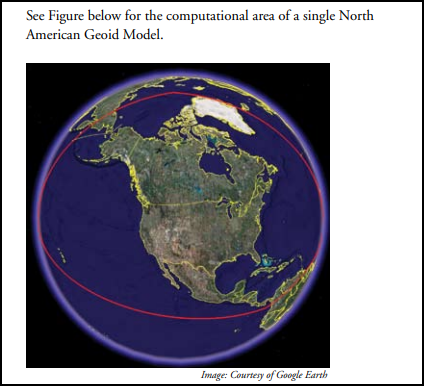 See Figure below for the computational area of a single North
American Geoid Model.
Image: Courtesy of Google Earth